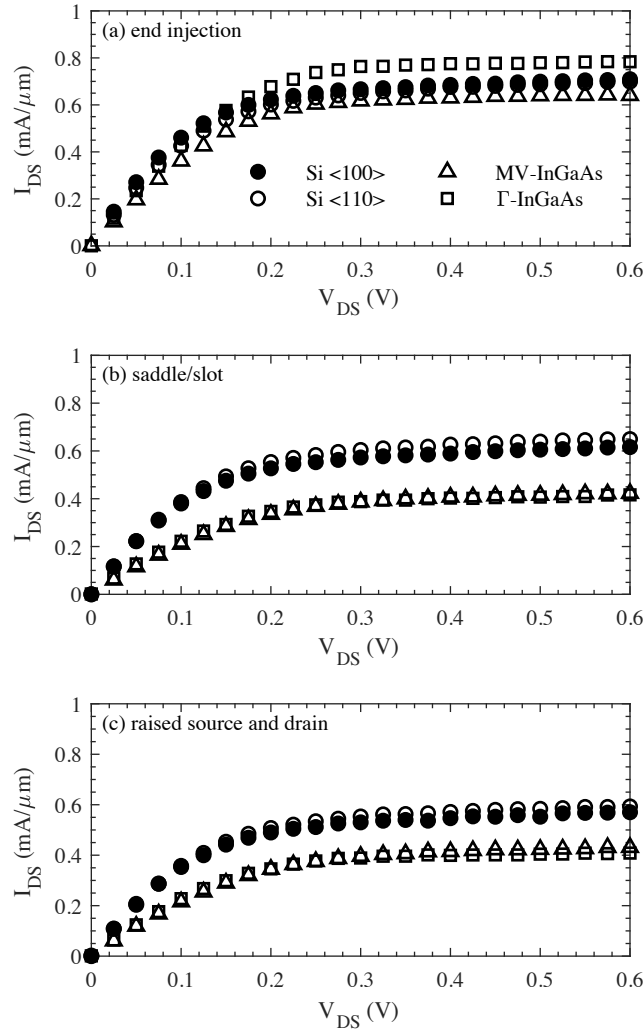 (a) end injection
1
0.8
0.6
0.4
0.2
0
I_DS (mA/μm)
Si <100> MV-InGaAs
Si <110> Γ-InGaAs
0 0.1 0.2 0.3 0.4 0.5 0.6
V_DS (V)
(b) saddle/slot
1
0.8
0.6
0.4
0.2
0
I_DS (mA/μm)
0 0.1 0.2 0.3 0.4 0.5 0.6
V_DS (V)
(c) raised source and drain
1
0.8
0.6
0.4
0.2
0
I_DS (mA/μm)
0 0.1 0.2 0.3 0.4 0.5 0.6
V_DS (V)